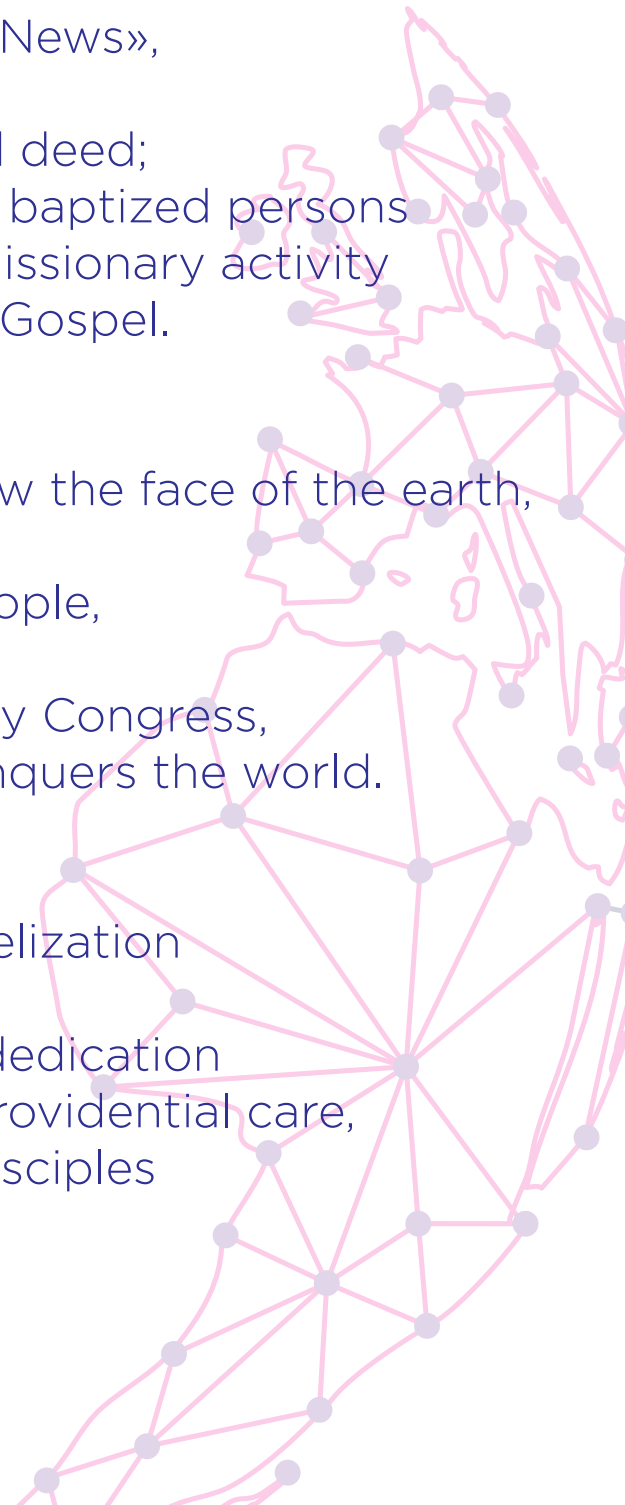 News»,
deed;
baptized persons
issionary activity
Gospel.
w the face of the earth,
ople,
y Congress,
nquers the world.
elization
dedication
rovidential care,
sciples